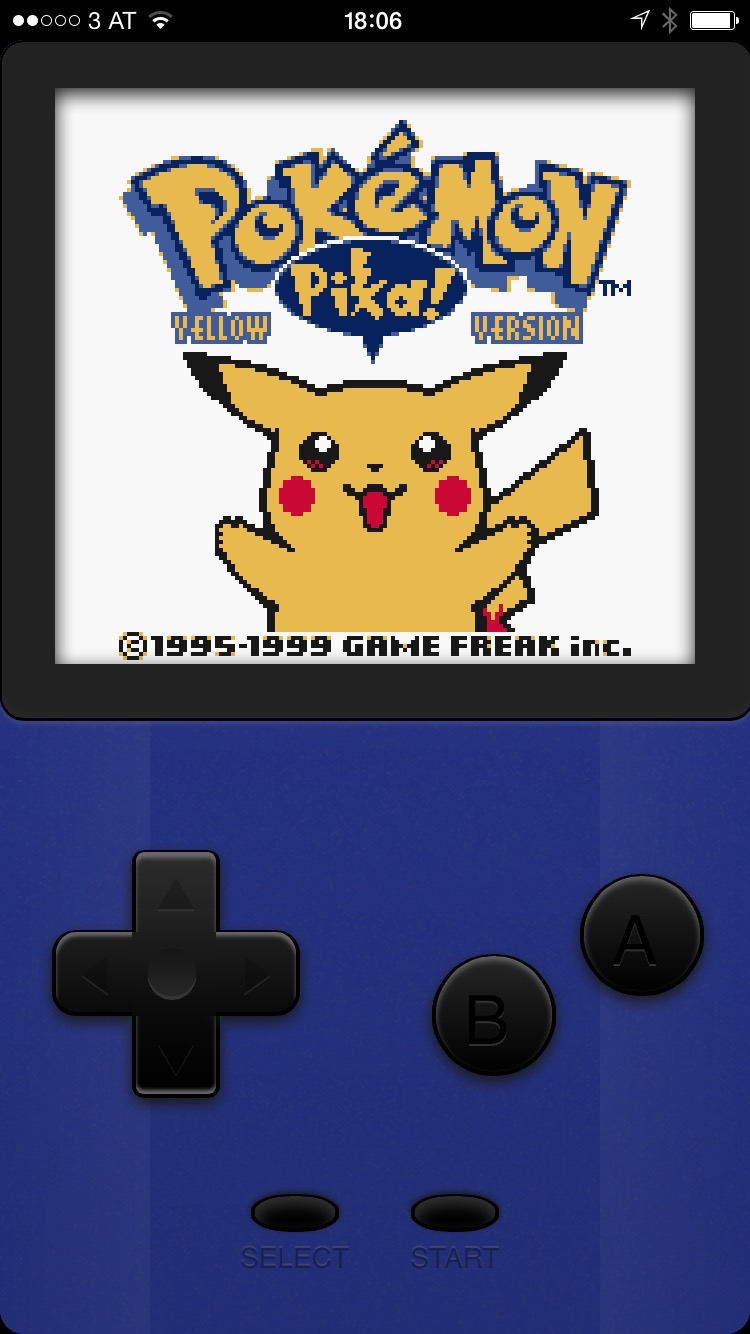 3 AT 18:06
POKéMON
TM
Pika!
YELLOW VERSION
©1995-1999 GAME FREAK inc.
A
B
SELECT START